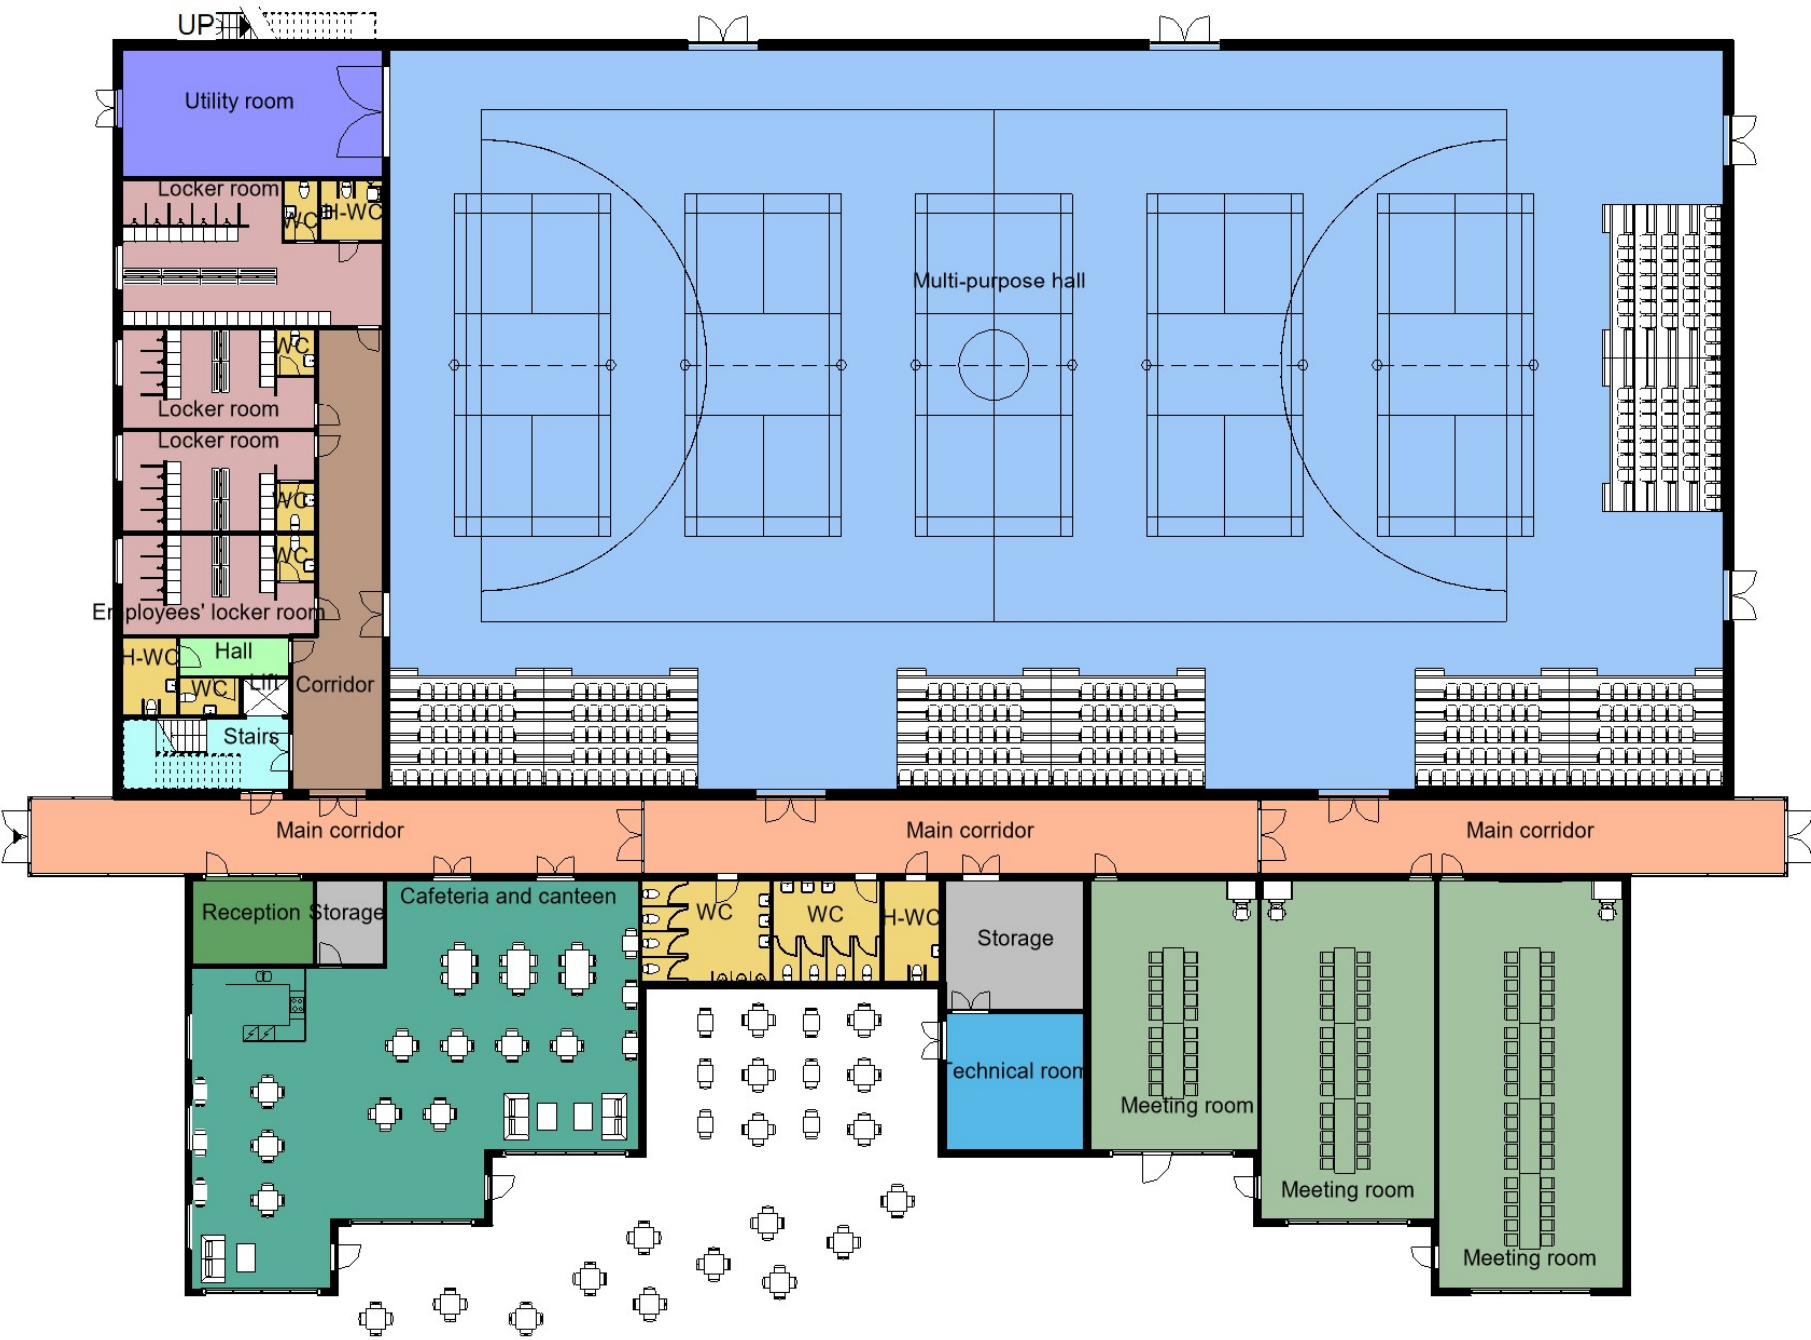 UP
Utility room
Locker room
WC
H-WC
Multi-purpose hall
WC
Locker room
Locker room
WC
WC
Employees' locker room
Hall
H-WC
WC
Lift
Corridor
Stairs
Main corridor
Main corridor
Main corridor
Reception
Storage
Cafeteria and canteen
WC
WC
H-WC
Storage
Technical room
Meeting room
Meeting room
Meeting room